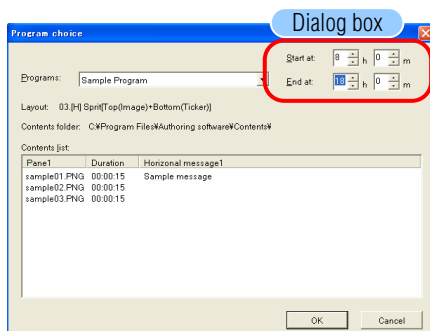 Dialog box
Program choice
Start at: 8 h 0 m
End at: 18 h 0 m
Programs: Sample Program
Layout: 03.[H] Sprit[Top(Image)+Bottom(Ticker)]
Contents folder: C:¥Program Files¥Authoring software¥Contents¥
Contents list:
Pane1 Duration Horizonal message1
sample01.PNG 00:00:15 Sample message
sample02.PNG 00:00:15
sample03.PNG 00:00:15
OK Cancel